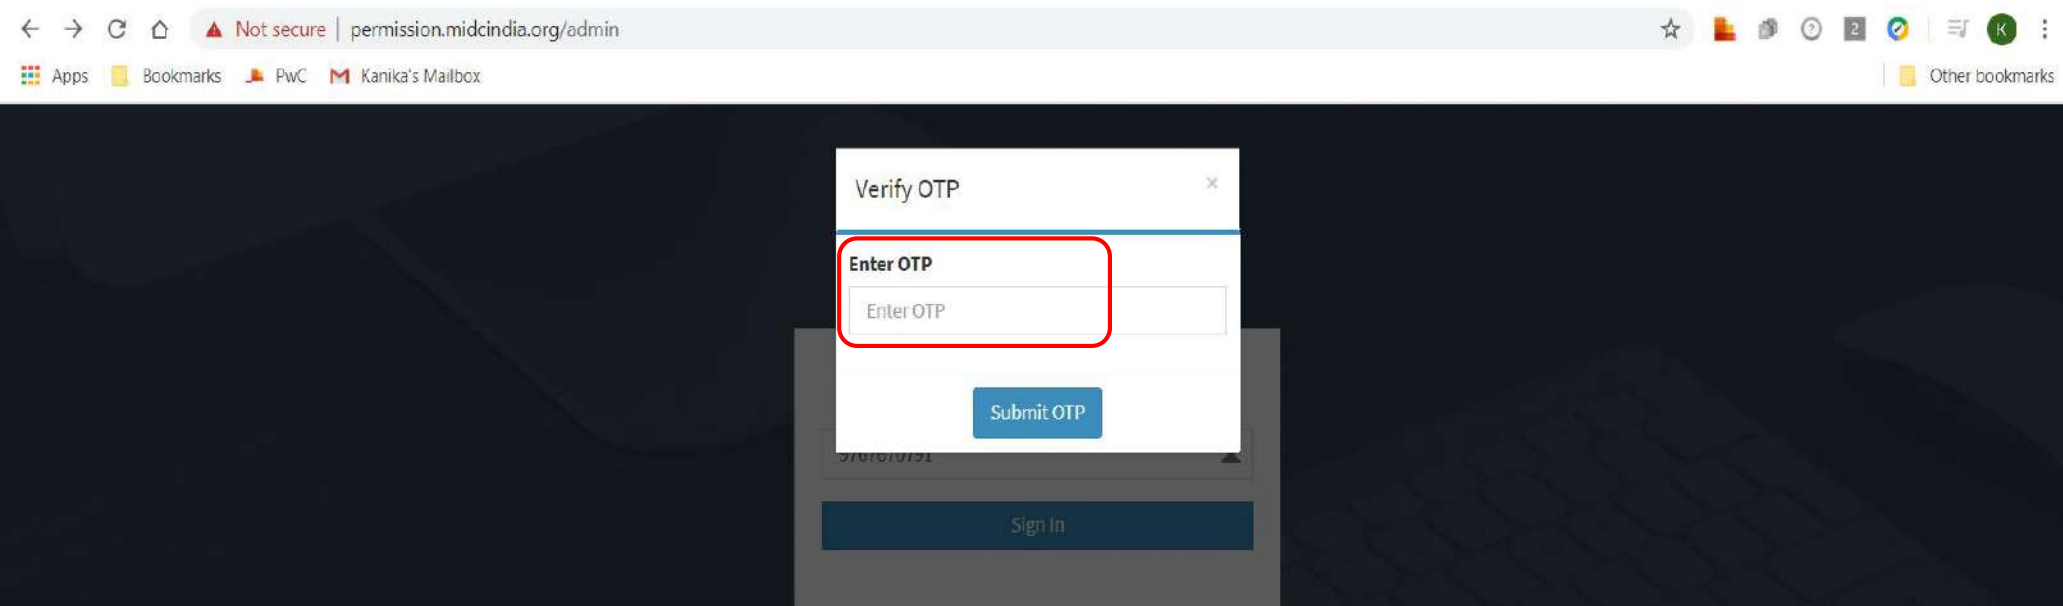 Not secure | permission.midcindia.org/admin
2
K
Apps Bookmarks PwC Kanika's Mailbox Other bookmarks
Verify OTP ×
Enter OTP
Enter OTP
Submit OTP
Sign In